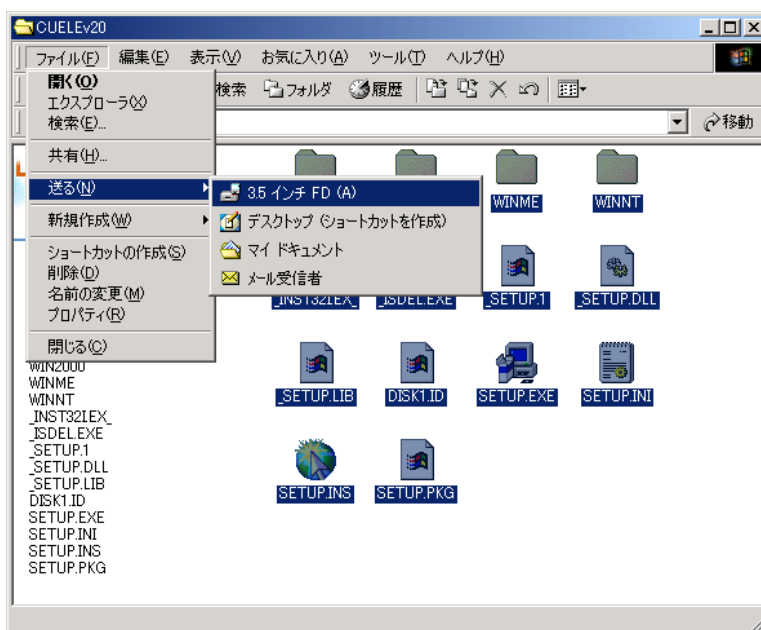 CUELEv20
ファイル(F) 編集(E) 表示(V) お気に入り(A) ツール(T) ヘルプ(H)
検索 フォルダ 履歴
移動
開く(O)
エクスプローラ(X)
検索(E)...
共有(H)...
送る(N)
新規作成(W)
ショートカットの作成(S)
削除(D)
名前の変更(M)
プロパティ(R)
閉じる(C)
3.5 インチ FD (A)
デスクトップ (ショートカットを作成)
マイ ドキュメント
メール受信者
WINME WINNT
_INST32I.EX_ _ISDEL.EXE _SETUP.1 _SETUP.DLL
_SETUP.LIB DISK1.ID SETUP.EXE SETUP.INI
SETUP.INS SETUP.PKG
WIN2000
WINME
WINNT
_INST32I.EX_
_ISDEL.EXE
_SETUP.1
_SETUP.DLL
_SETUP.LIB
DISK1.ID
SETUP.EXE
SETUP.INI
SETUP.INS
SETUP.PKG